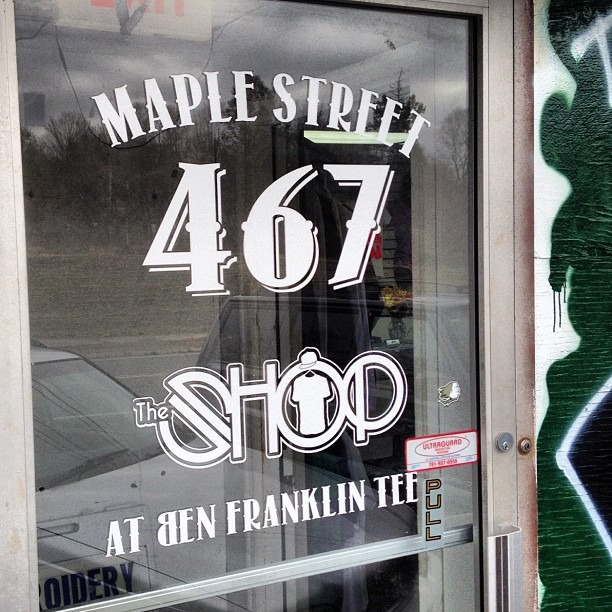 MAPLE STREET
467
The SHOP
AT BEN FRANKLIN TEE
ULTRAGUARD
PULL
OIDERY